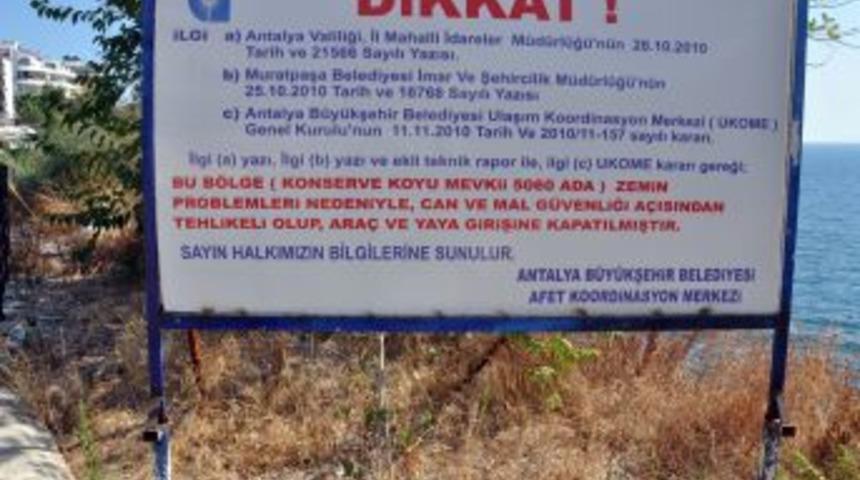 DİKKAT !
İLGİ a) Antalya Valiliği, İl Mahalli İdareler Müdürlüğü'nün 26.10.2010
Tarih ve 21566 Sayılı Yazısı.
b) Muratpaşa Belediyesi İmar Ve Şehircilik Müdürlüğü'nün
25.10.2010 Tarih ve 16768 Sayılı Yazısı
c) Antalya Büyükşehir Belediyesi Ulaşım Koordinasyon Merkezi ( UKOME )
Genel Kurulu'nun 11.11.2010 Tarih Ve 2010/11-157 sayılı kararı.
İlgi (a) yazı, İlgi (b) yazı ve ekli teknik rapor ile, ilgi (c) UKOME kararı gereği;
BU BÖLGE ( KONSERVE KOYU MEVKİİ 5060 ADA ) ZEMİN
PROBLEMLERİ NEDENİYLE, CAN VE MAL GÜVENLİĞİ AÇISINDAN
TEHLİKELİ OLUP, ARAÇ VE YAYA GİRİŞİNE KAPATILMIŞTIR.
SAYIN HALKIMIZIN BİLGİLERİNE SUNULUR.
ANTALYA BÜYÜKŞEHİR BELEDİYESİ
AFET KOORDİNASYON MERKEZİ